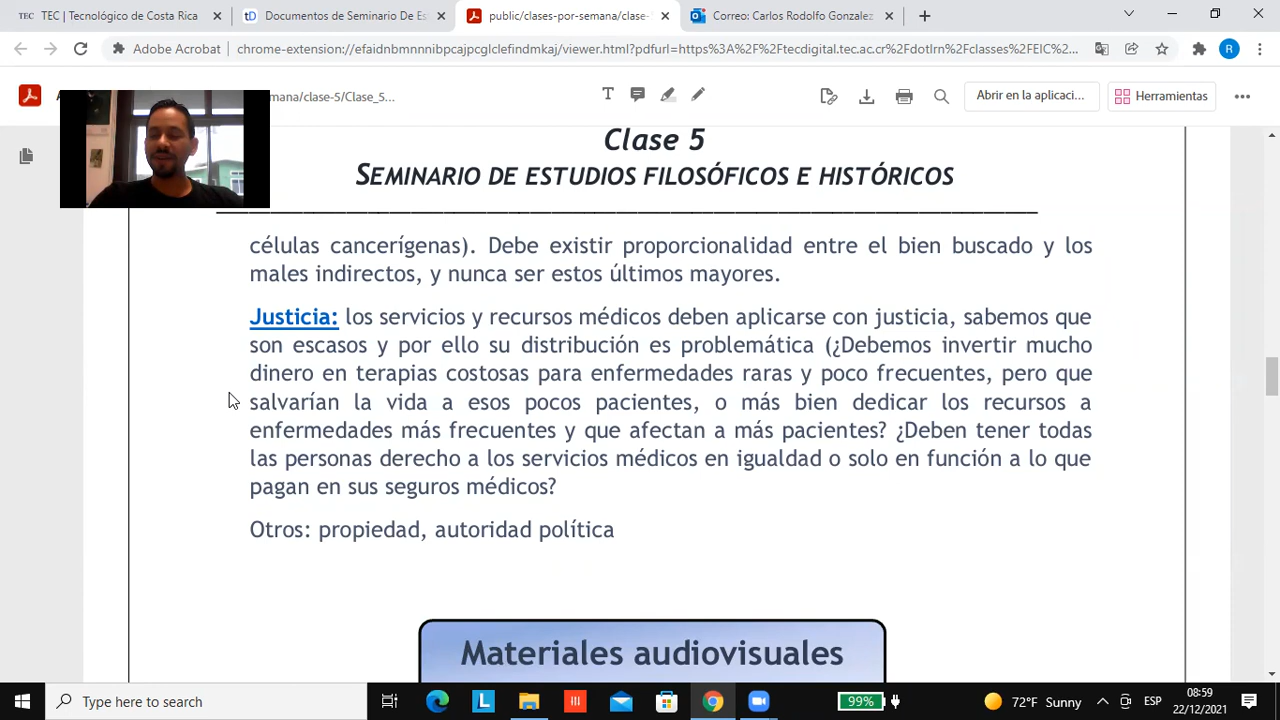 TEC | Tecnológico de Costa Rica
Documentos de Seminario De Es
public/clases-por-semana/clase-
Correo: Carlos Rodolfo Gonzalez
Adobe Acrobat
chrome-extension://efaidnbmnnnibpcajpcglclefindmkaj/viewer.html?pdfurl=https%3A%2F%2Ftecdigital.tec.ac.cr%2Fdotlrn%2Fclasses%2FEIC%2...
R
mana/clase-5/Clase_5...
Abrir en la aplicaci...
Herramientas
Clase 5
SEMINARIO DE ESTUDIOS FILOSÓFICOS E HISTÓRICOS
células cancerígenas). Debe existir proporcionalidad entre el bien buscado y los
males indirectos, y nunca ser estos últimos mayores.
Justicia: los servicios y recursos médicos deben aplicarse con justicia, sabemos que
son escasos y por ello su distribución es problemática (¿Debemos invertir mucho
dinero en terapias costosas para enfermedades raras y poco frecuentes, pero que
salvarían la vida a esos pocos pacientes, o más bien dedicar los recursos a
enfermedades más frecuentes y que afectan a más pacientes? ¿Deben tener todas
las personas derecho a los servicios médicos en igualdad o solo en función a lo que
pagan en sus seguros médicos?
Otros: propiedad, autoridad política
Materiales audiovisuales
Type here to search
99%
72°F Sunny
ESP
08:59
22/12/2021